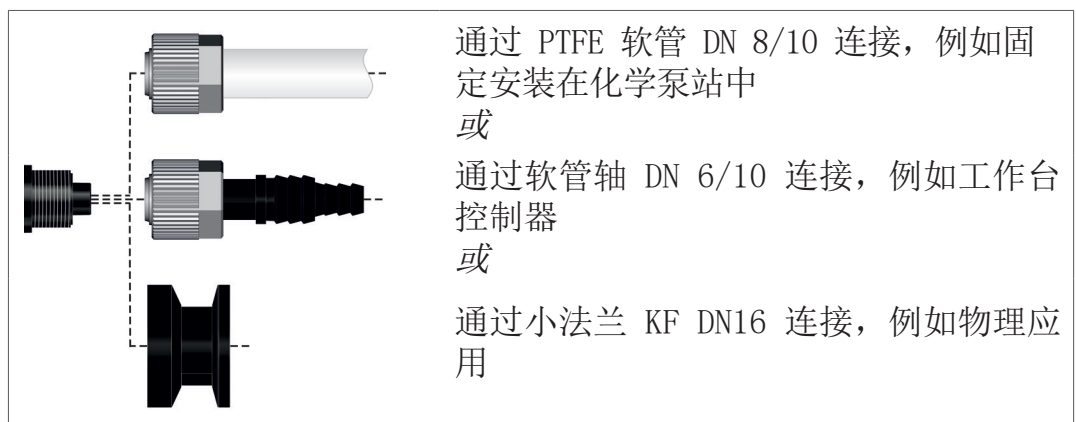 通过 PTFE 软管 DN 8/10 连接，例如固
定安装在化学泵站中
或
通过软管轴 DN 6/10 连接，例如工作台
控制器
或
通过小法兰 KF DN16 连接，例如物理应
用